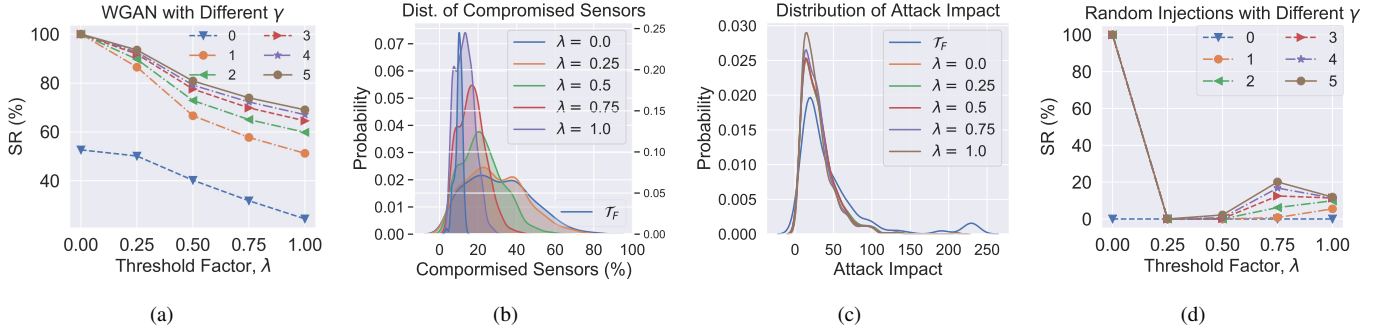 WGAN with Different γ
100
80
60
40
SR (%)
0.00 0.25 0.50 0.75 1.00
Threshold Factor, λ
0 3
1 4
2 5
(a)
Dist. of Compromised Sensors
0.07
0.06
0.05
0.04
0.03
0.02
0.01
0.00
Probability
0.25
0.20
0.15
0.10
0.05
0.00
λ = 0.0
λ = 0.25
λ = 0.5
λ = 0.75
λ = 1.0
𝒯F
0 20 40 60 80 100
Compormised Sensors (%)
(b)
Distribution of Attack Impact
0.030
0.025
0.020
0.015
0.010
0.005
0.000
Probability
𝒯F
λ = 0.0
λ = 0.25
λ = 0.5
λ = 0.75
λ = 1.0
0 50 100 150 200 250
Attack Impact
(c)
Random Injections with Different γ
100
80
60
40
20
0
SR (%)
0 3
1 4
2 5
0.00 0.25 0.50 0.75 1.00
Threshold Factor, λ
(d)